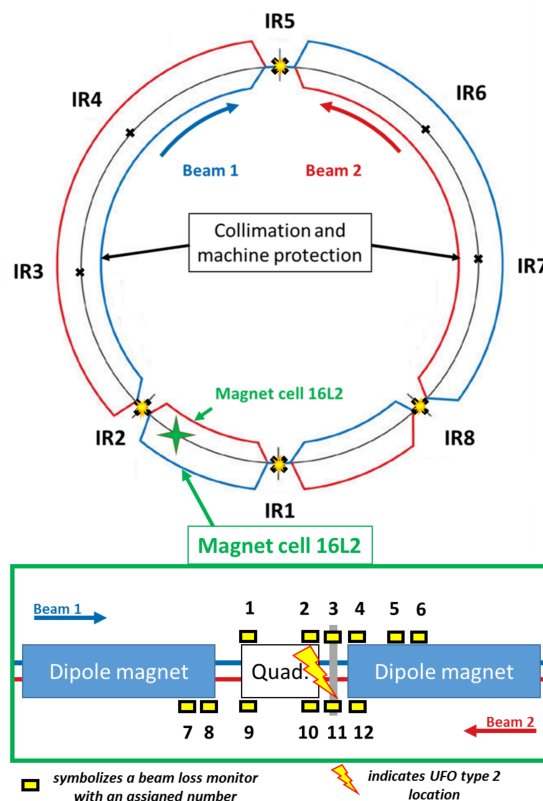 IR5
IR4
IR6
Beam 1
Beam 2
Collimation and
machine protection
IR3
IR7
Magnet cell 16L2
IR2
IR8
IR1
Magnet cell 16L2
Beam 1
1 2 3 4 5 6
Dipole magnet
Quad.
Dipole magnet
7 8 9 10 11 12
Beam 2
symbolizes a beam loss monitor
with an assigned number
indicates UFO type 2
location